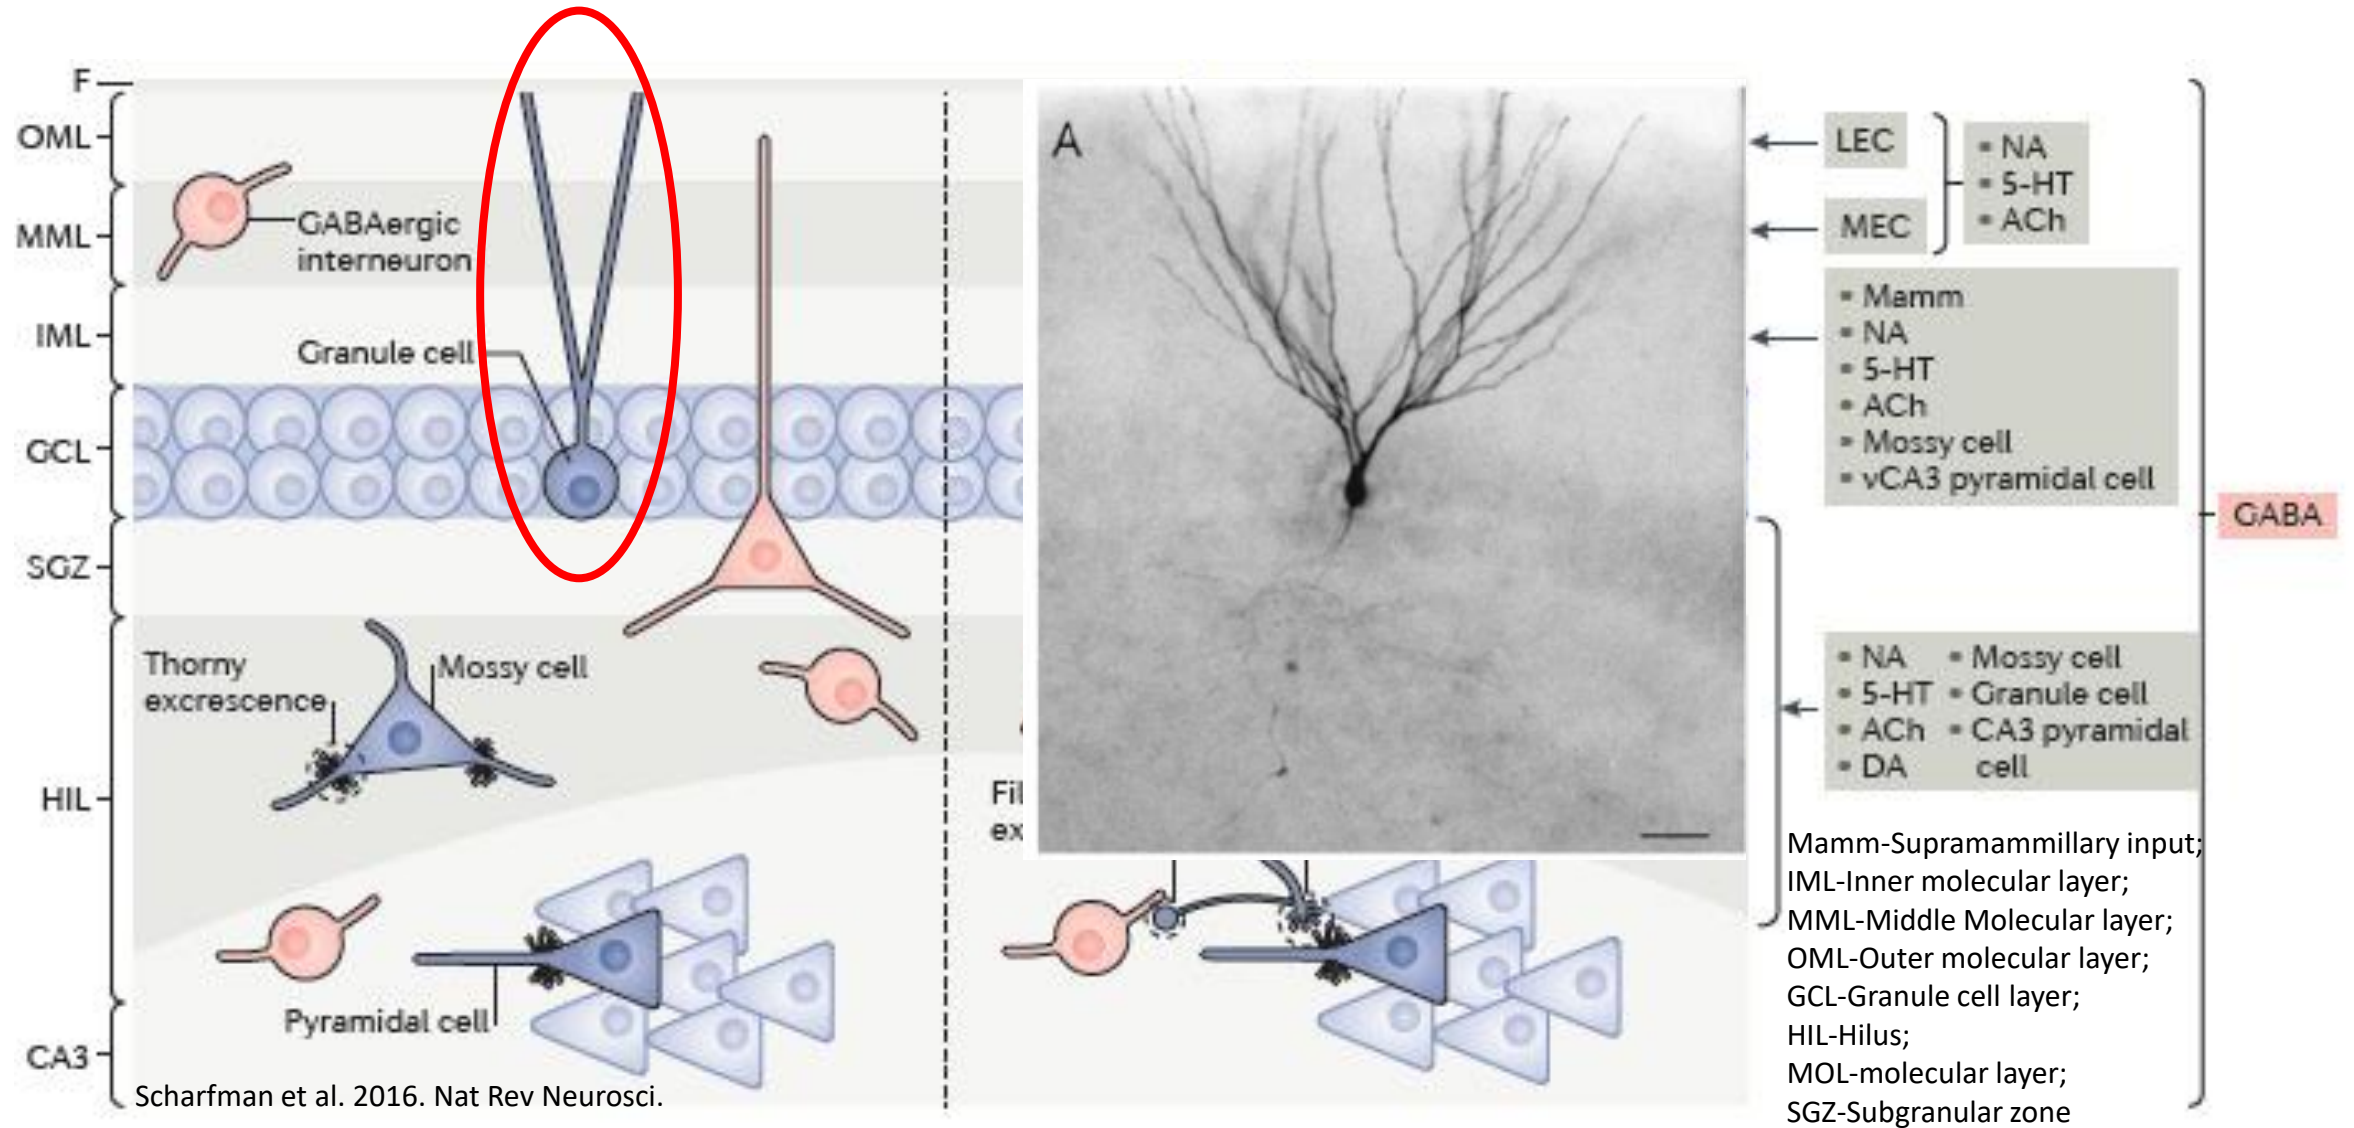 F
OML
MML
IML
GCL
SGZ
HIL
CA3
GABAergic
interneuron
Granule cell
Thorny
excrescence
Mossy cell
Pyramidal cell
Scharfman et al. 2016. Nat Rev Neurosci.
A
Fil
ex
LEC
MEC
• NA
• 5-HT
• ACh
• Mamm
• NA
• 5-HT
• ACh
• Mossy cell
• vCA3 pyramidal cell
GABA
• NA
• 5-HT
• ACh
• DA
• Mossy cell
• Granule cell
• CA3 pyramidal
cell
Mamm-Supramammillary input;
IML-Inner molecular layer;
MML-Middle Molecular layer;
OML-Outer molecular layer;
GCL-Granule cell layer;
HIL-Hilus;
MOL-molecular layer;
SGZ-Subgranular zone